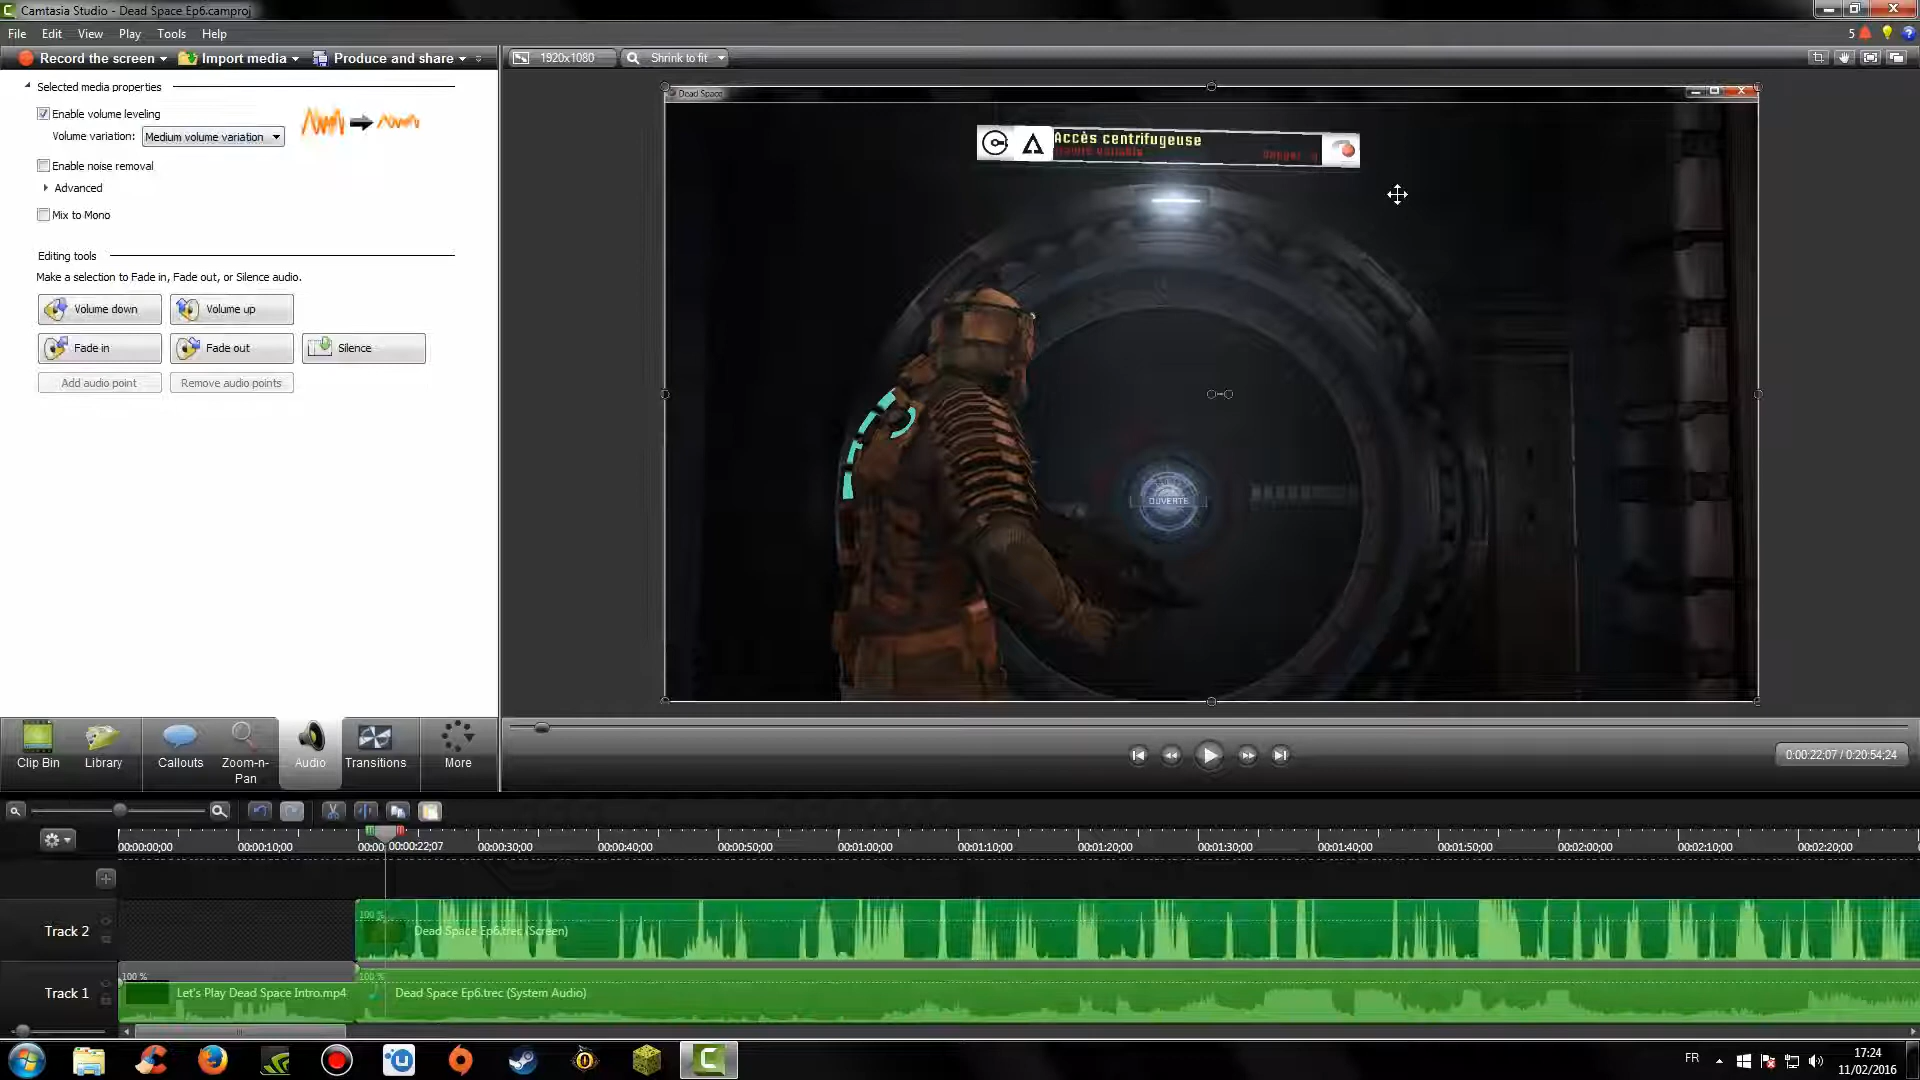 Camtasia Studio - Dead Space Ep6.camproj
File Edit View Play Tools Help
5
Record the screen Import media Produce and share
1920x1080 Shrink to fit
Selected media properties
Enable volume leveling
Volume variation: Medium volume variation
Enable noise removal
Advanced
Mix to Mono
Editing tools
Make a selection to Fade in, Fade out, or Silence audio.
Volume down Volume up
Fade in Fade out Silence
Add audio point Remove audio points
Dead Space
Accès centrifugeuse
OUVERTE
Clip Bin Library Callouts Zoom-n-Pan Audio Transitions More
0:00:22;07 / 0:20:54;24
00:00:00;00 00:00:10;00 00:00 00:00:22;07 00:00:30;00 00:00:40;00 00:00:50;00 00:01:00;00 00:01:10;00 00:01:20;00 00:01:30;00 00:01:40;00 00:01:50;00 00:02:00;00 00:02:10;00 00:02:20;00
Track 2
100 %
Dead Space Ep6.trec (Screen)
Track 1
100 %
Let's Play Dead Space Intro.mp4
100 %
Dead Space Ep6.trec (System Audio)
FR
17:24
11/02/2016